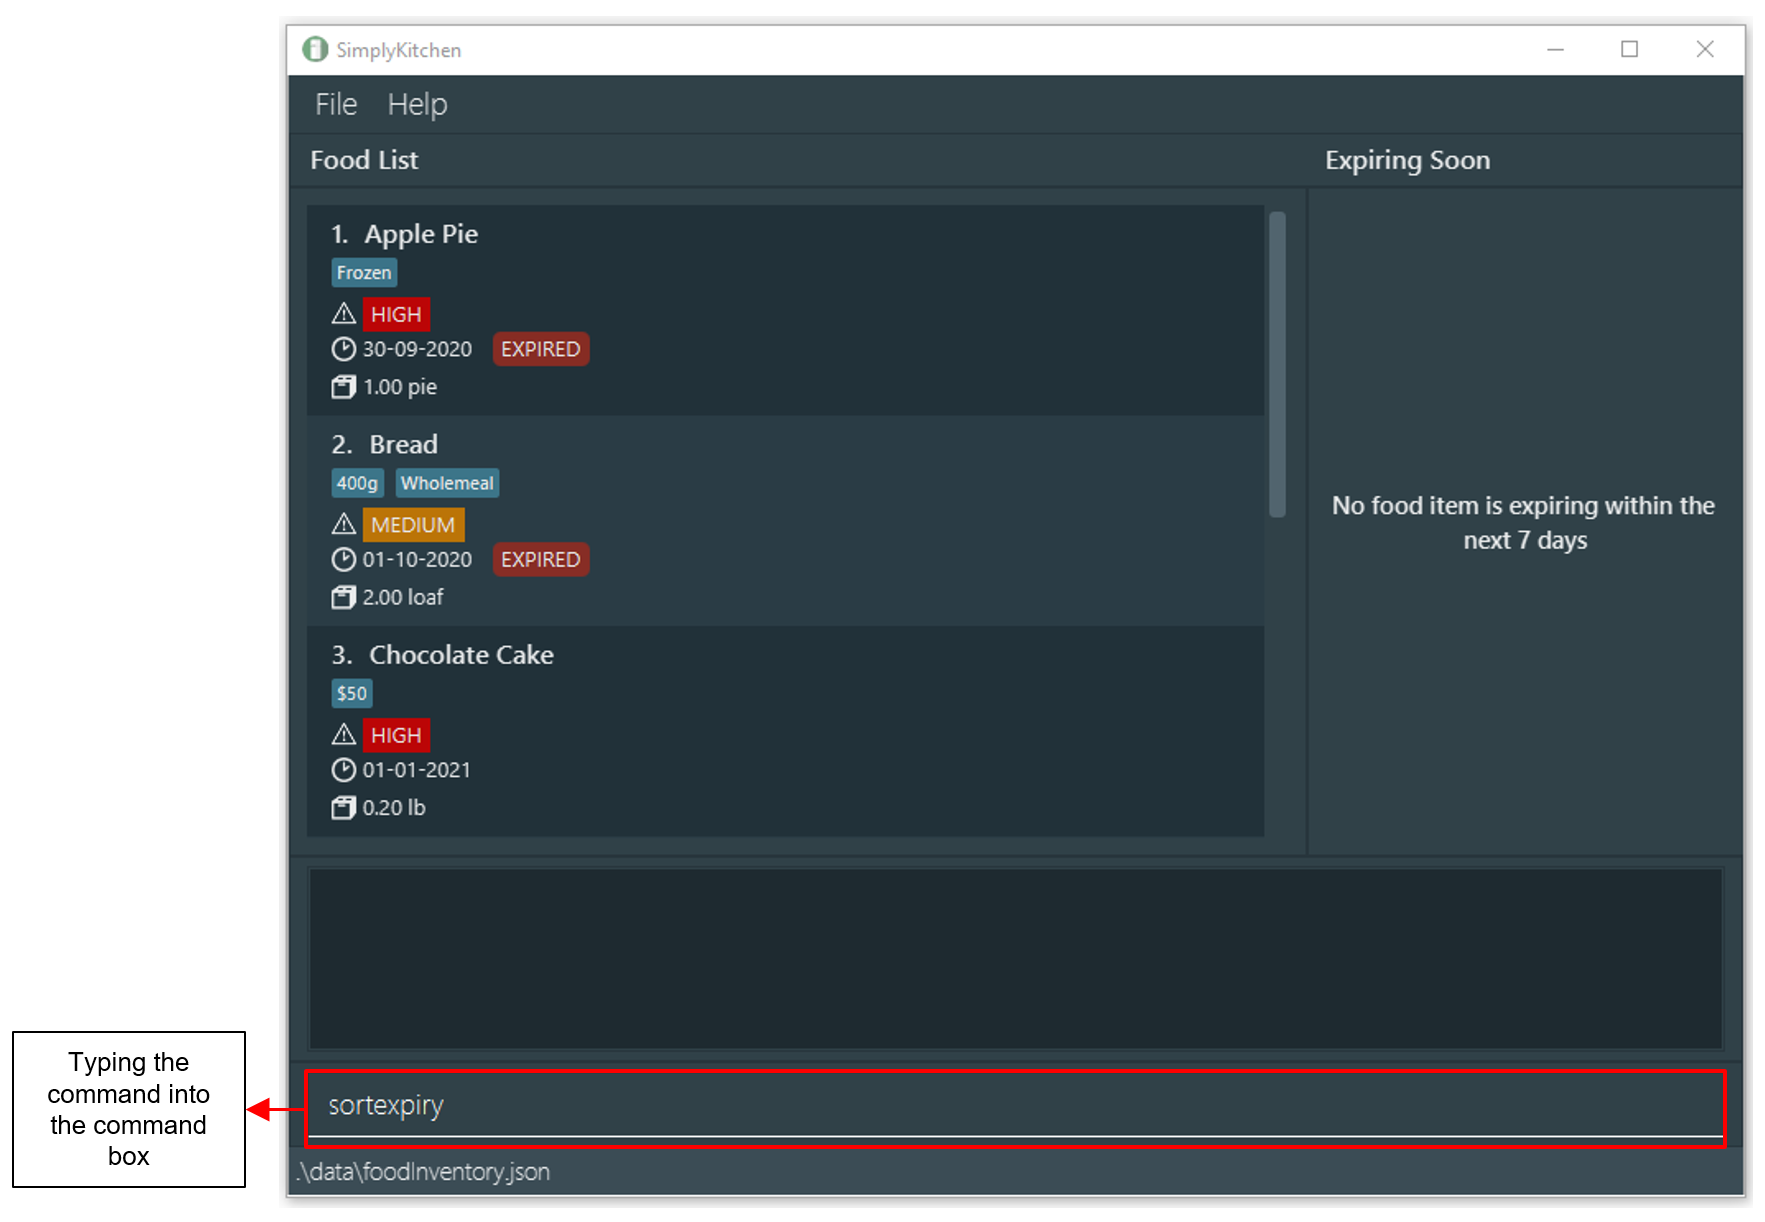 SimplyKitchen
File Help
Food List
Expiring Soon
1. Apple Pie
Frozen
HIGH
30-09-2020 EXPIRED
1.00 pie
2. Bread
400g Wholemeal
MEDIUM
01-10-2020 EXPIRED
2.00 loaf
3. Chocolate Cake
$50
HIGH
01-01-2021
0.20 lb
No food item is expiring within the
next 7 days
Typing the
command into
the command
box
sortexpiry
.\data\foodInventory.json